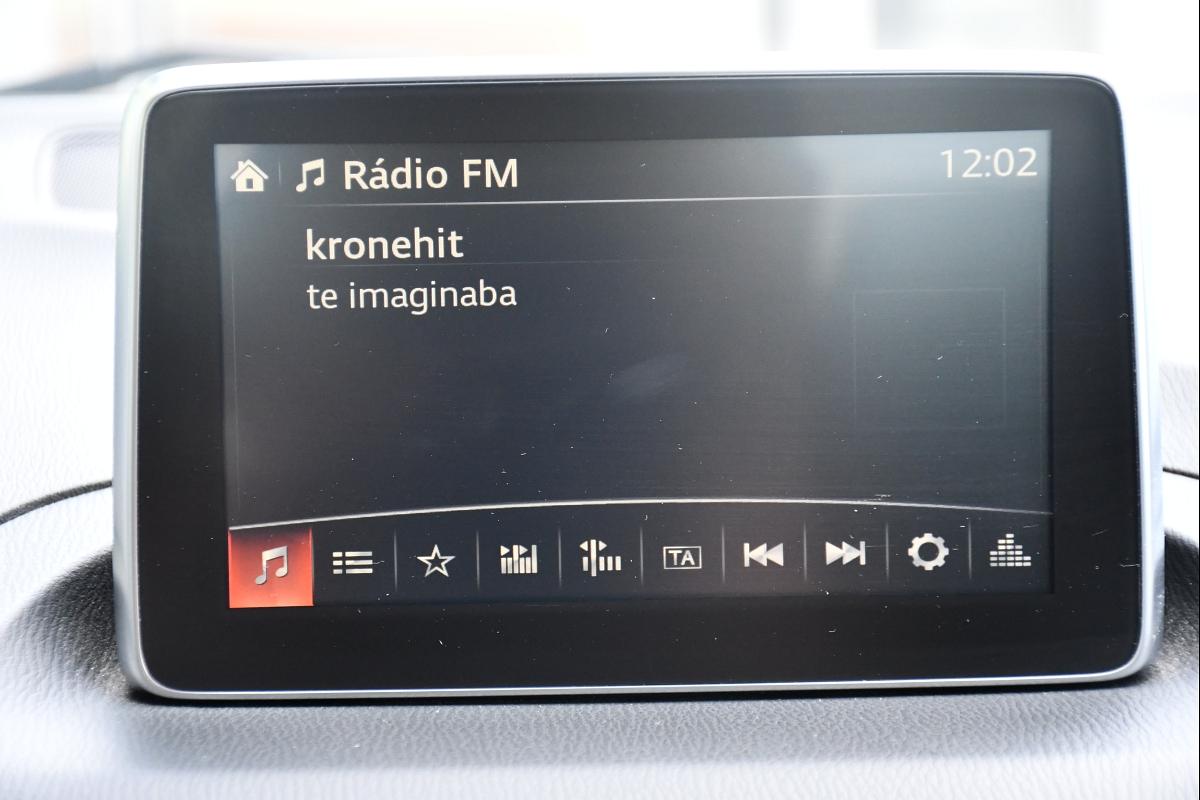 Rádio FM 12:02
kronehit
te imaginaba
TA